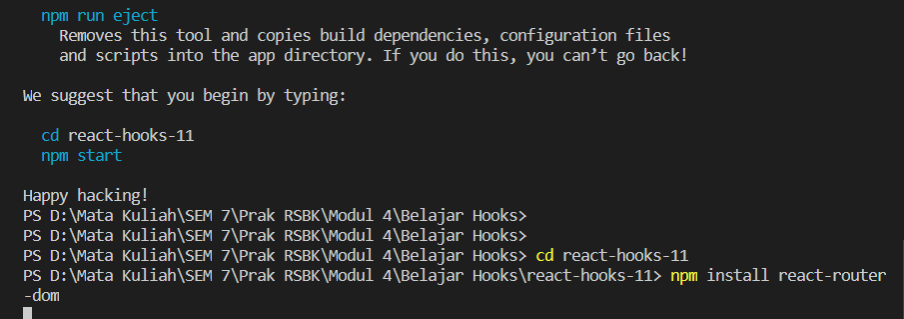 npm run eject
Removes this tool and copies build dependencies, configuration files
and scripts into the app directory. If you do this, you can’t go back!
We suggest that you begin by typing:
cd react-hooks-11
npm start
Happy hacking!
PS D:\Mata Kuliah\SEM 7\Prak RSBK\Modul 4\Belajar Hooks>
PS D:\Mata Kuliah\SEM 7\Prak RSBK\Modul 4\Belajar Hooks>
PS D:\Mata Kuliah\SEM 7\Prak RSBK\Modul 4\Belajar Hooks> cd react-hooks-11
PS D:\Mata Kuliah\SEM 7\Prak RSBK\Modul 4\Belajar Hooks\react-hooks-11> npm install react-router
-dom